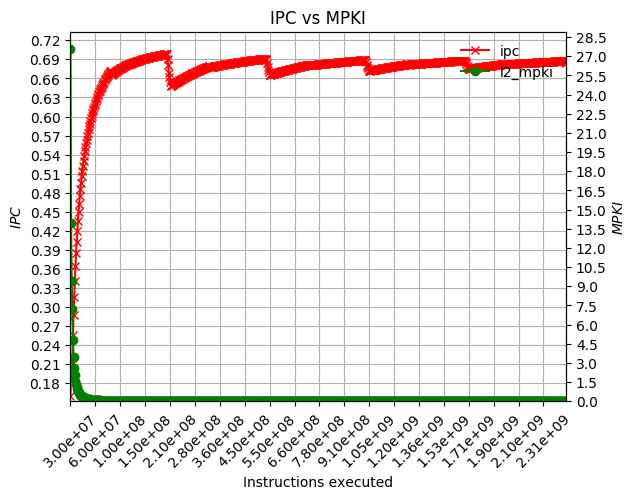 IPC vs MPKI
0.72
0.69
0.66
0.63
0.60
0.57
0.54
0.51
0.48
0.45
0.42
0.39
0.36
0.33
0.30
0.27
0.24
0.21
0.18
IPC
28.5
27.0
25.5
24.0
22.5
21.0
19.5
18.0
16.5
15.0
13.5
12.0
10.5
9.0
7.5
6.0
4.5
3.0
1.5
0.0
MPKI
ipc
l2_mpki
3.00e+07
6.00e+07
1.00e+08
1.50e+08
2.10e+08
2.80e+08
3.60e+08
4.50e+08
5.50e+08
6.60e+08
7.80e+08
9.10e+08
1.05e+09
1.20e+09
1.36e+09
1.53e+09
1.71e+09
1.90e+09
2.10e+09
2.31e+09
Instructions executed